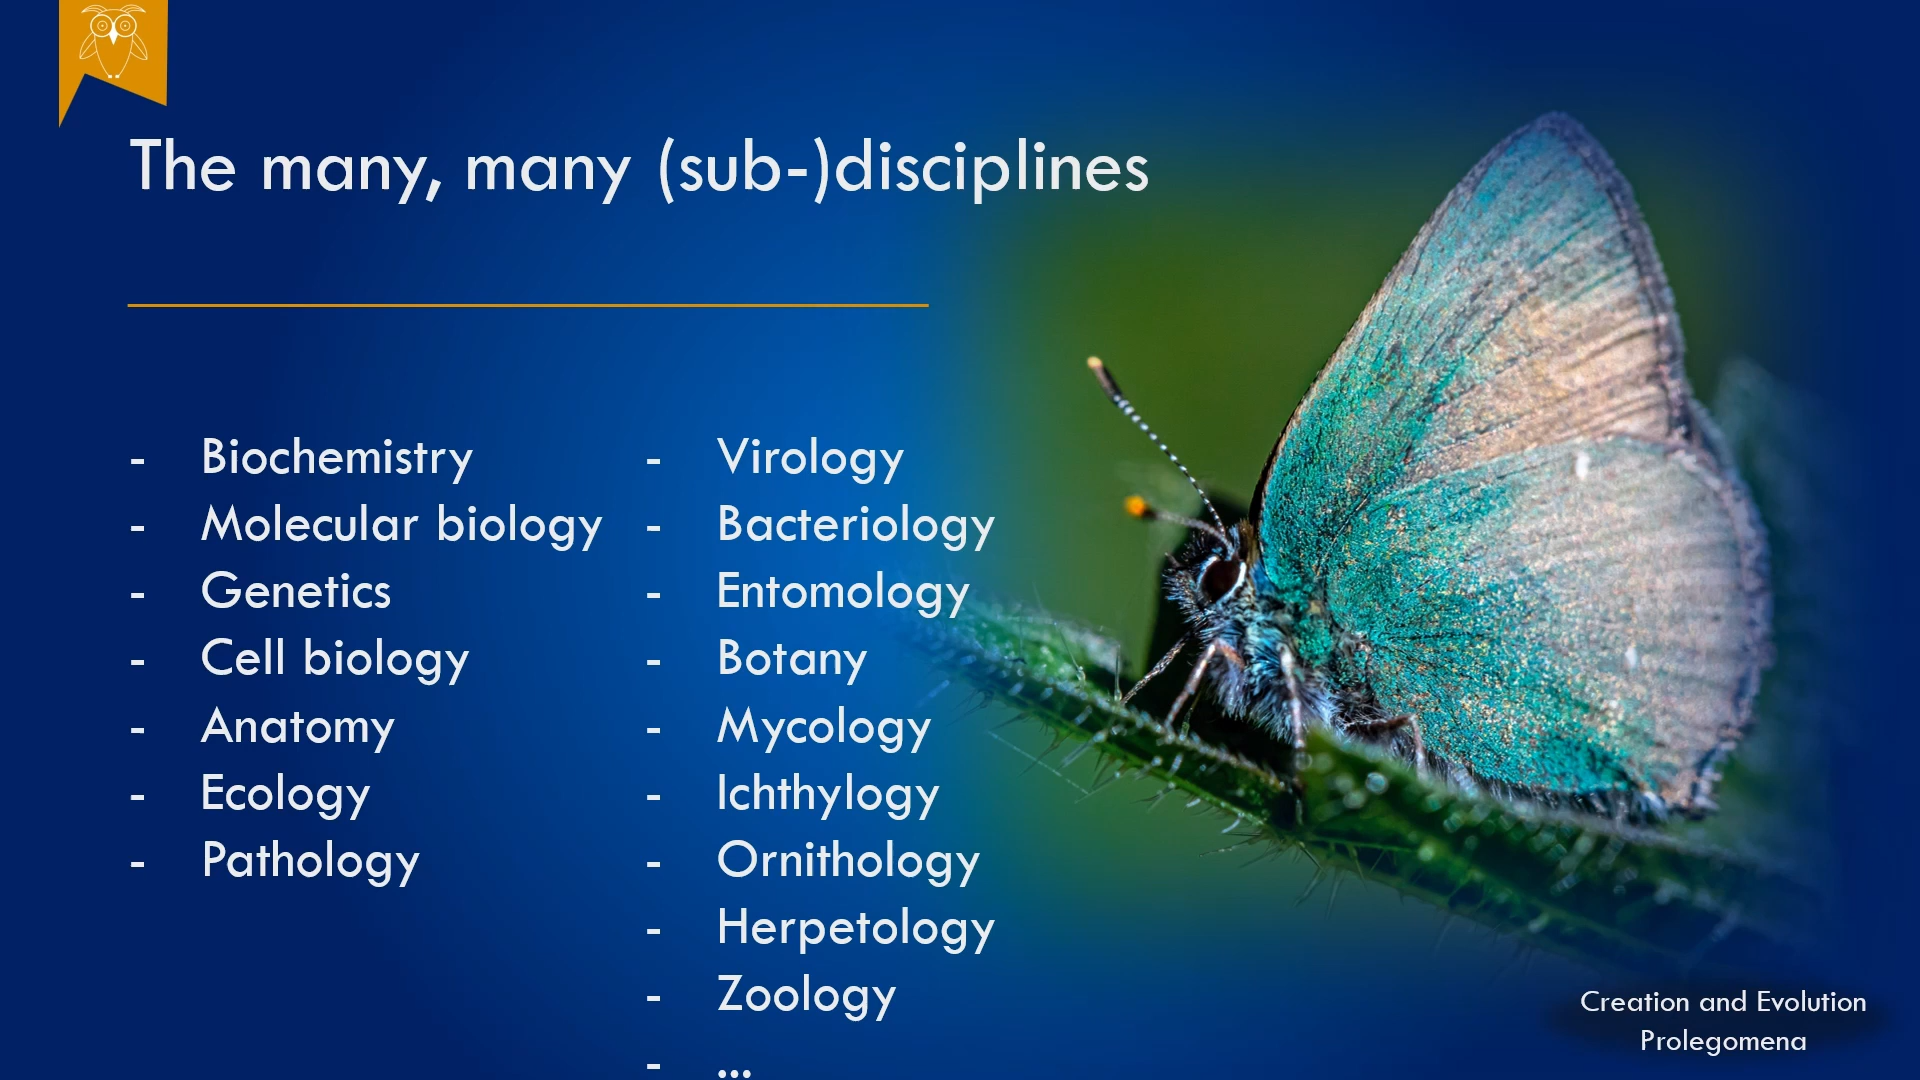 The many, many (sub-)disciplines
- Biochemistry
- Molecular biology
- Genetics
- Cell biology
- Anatomy
- Ecology
- Pathology
- Virology
- Bacteriology
- Entomology
- Botany
- Mycology
- Ichthylogy
- Ornithology
- Herpetology
- Zoology
- ...
Creation and Evolution
Prolegomena